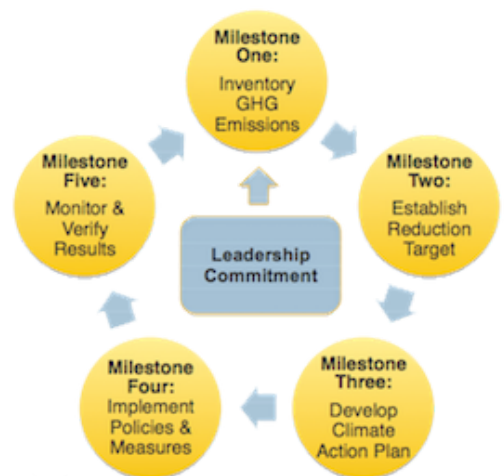 Milestone
One:
Inventory
GHG
Emissions
Milestone
Two:
Establish
Reduction
Target
Milestone
Three:
Develop
Climate
Action Plan
Milestone
Four:
Implement
Policies &
Measures
Milestone
Five:
Monitor &
Verify
Results
Leadership
Commitment